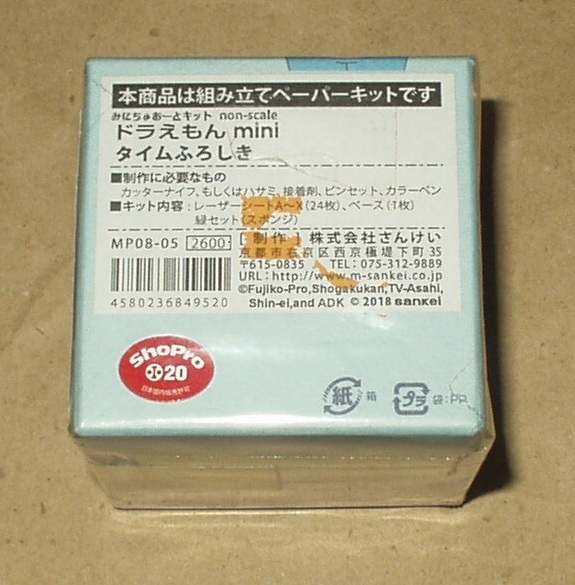 本商品は組み立てペーパーキットです
みにちゅあーとキット non-scale
ドラえもん mini
タイムふろしき
■制作に必要なもの
カッターナイフ、もしくはハサミ、接着剤、ピンセット、カラーペン
■キット内容：レーザーシートA〜X（24枚）、ベース（1枚）
緑セット（スポンジ）
MP08-05 2600
[制作] 株式会社さんけい
京都市右京区西京極堤下町35
〒615-0835 TEL：075-312-9889
URL：http://www.m-sankei.co.jp
©Fujiko-Pro,Shogakukan,TV-Asahi,
Shin-ei,and ADK © 2018 sankei
4580236849520
ShoPro
20
日本国内販売許可
紙 箱
プラ 袋：PP